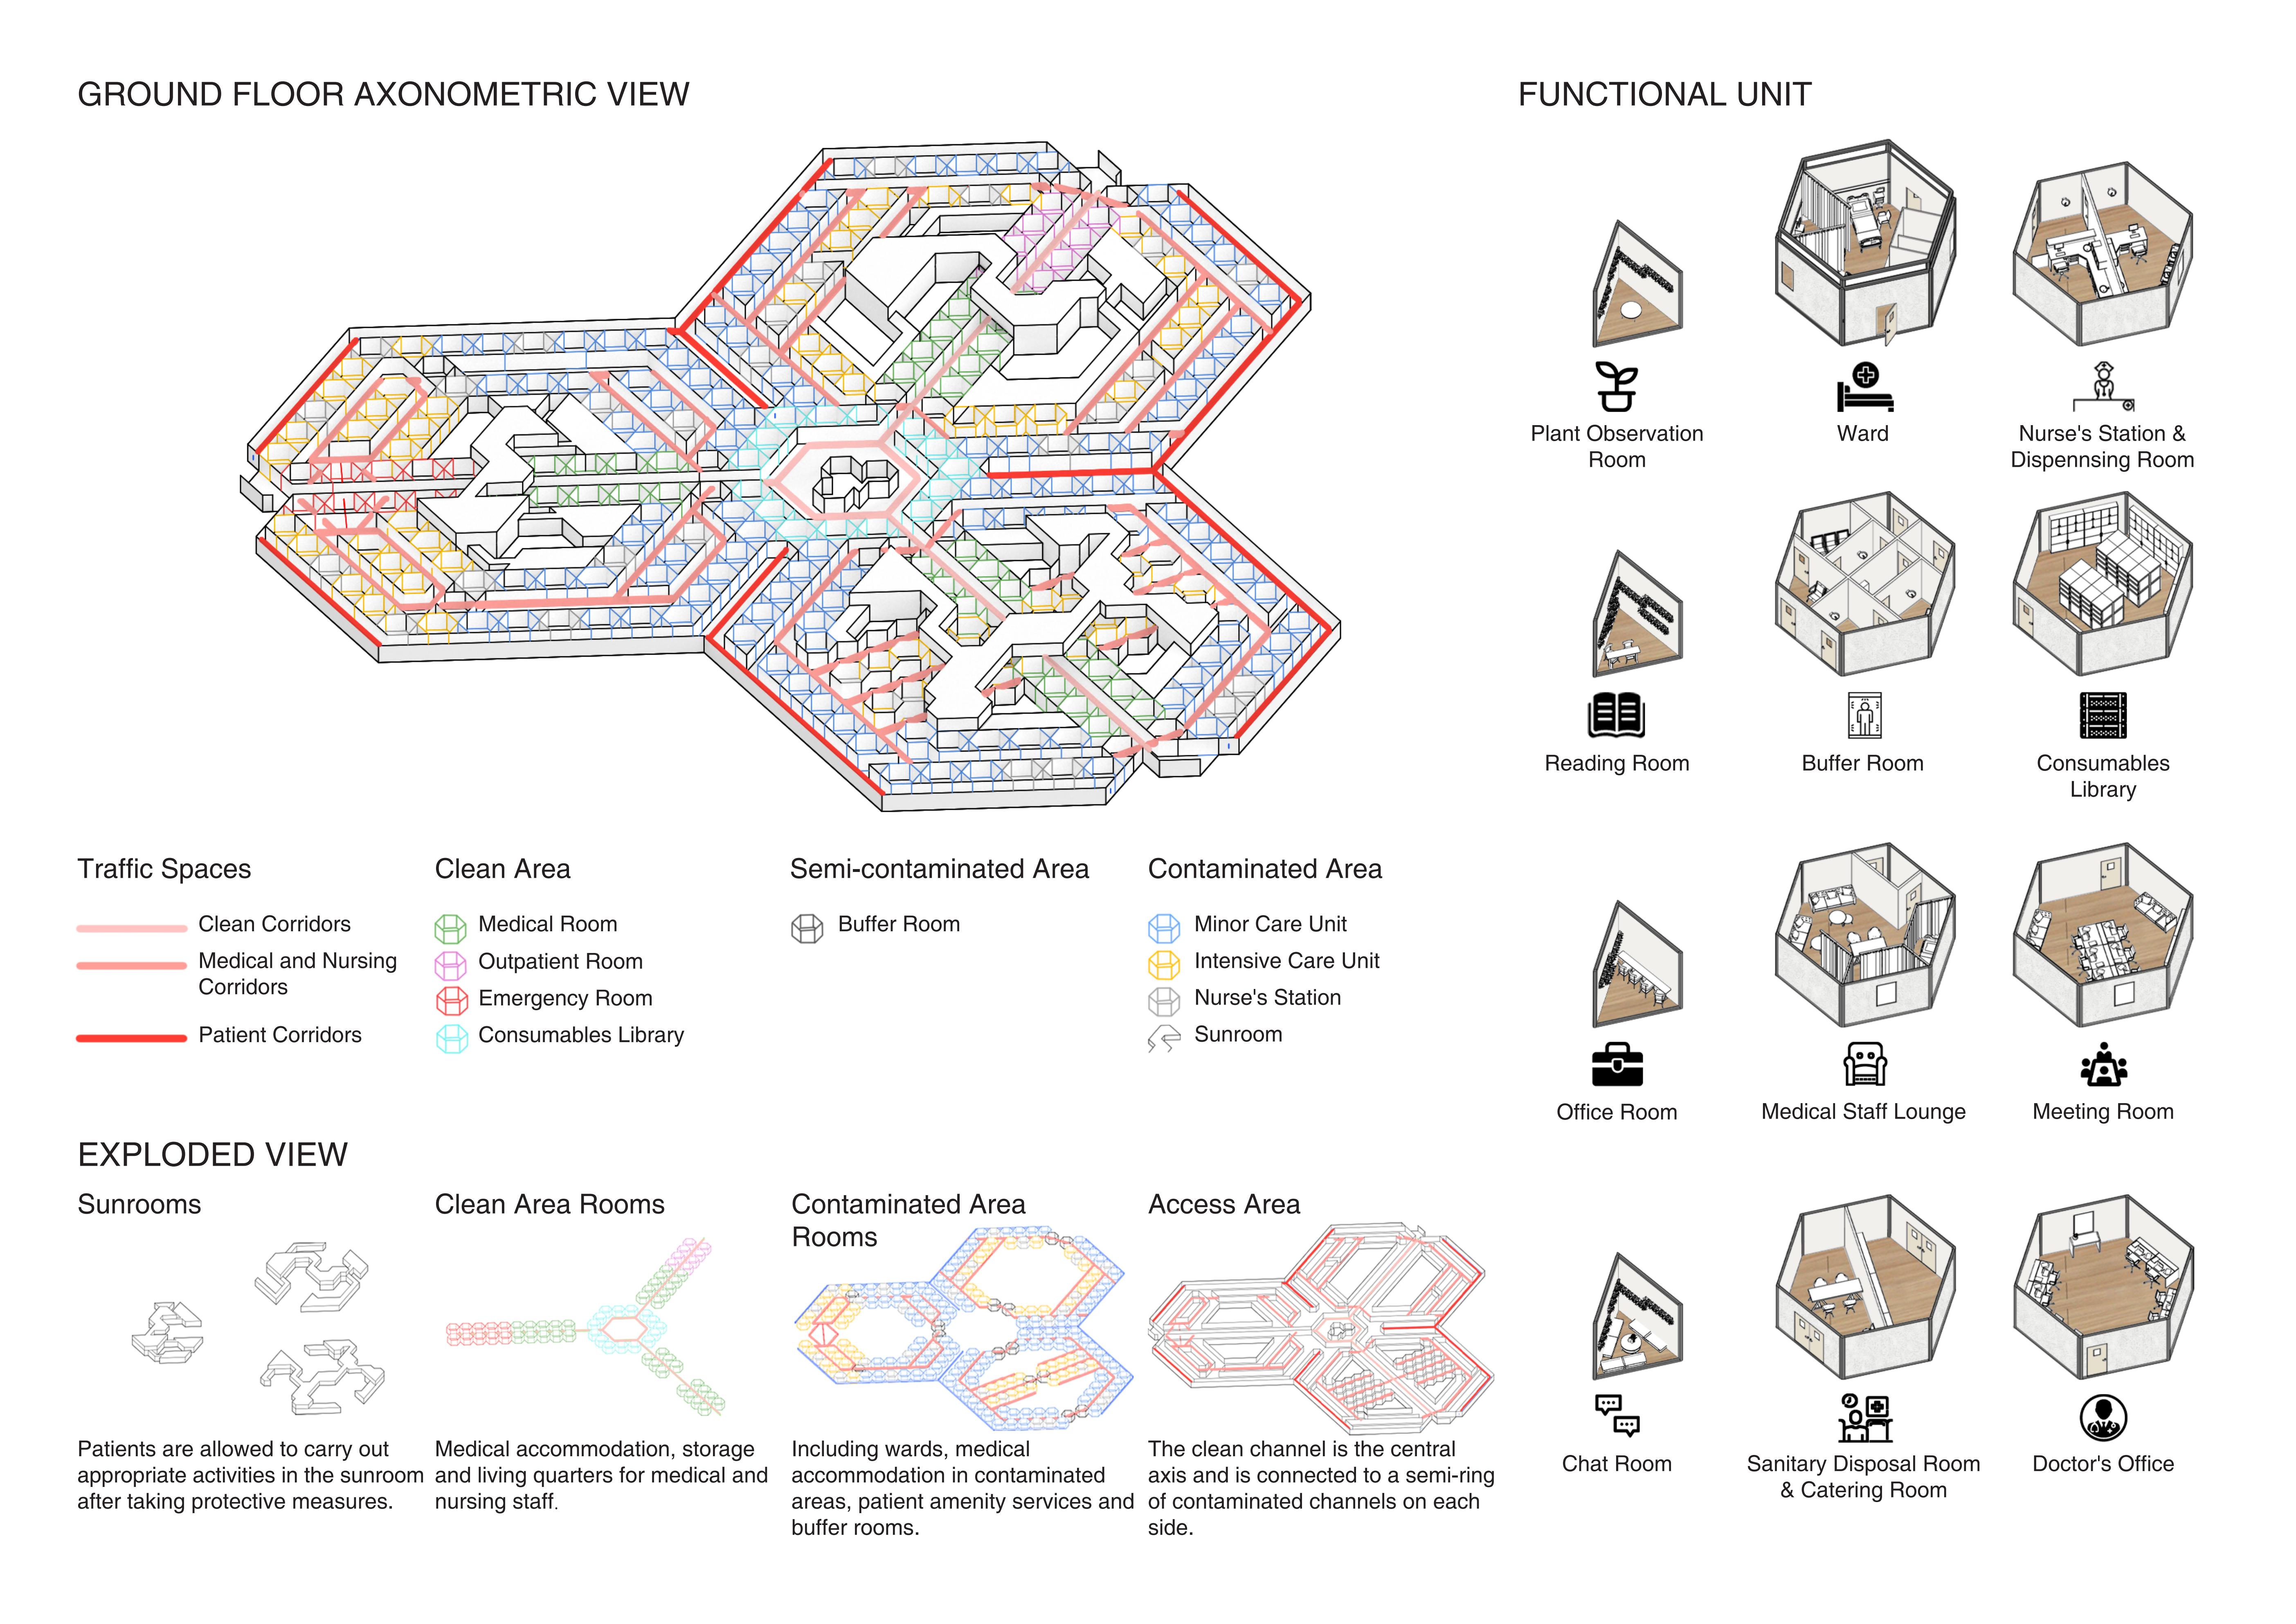 GROUND FLOOR AXONOMETRIC VIEW
Traffic Spaces
Clean Corridors
Medical and Nursing
Corridors
Patient Corridors
Clean Area
Medical Room
Outpatient Room
Emergency Room
Consumables Library
Semi-contaminated Area
Buffer Room
Contaminated Area
Minor Care Unit
Intensive Care Unit
Nurse's Station
Sunroom
EXPLODED VIEW
Sunrooms
Patients are allowed to carry out
appropriate activities in the sunroom
after taking protective measures.
Clean Area Rooms
Medical accommodation, storage
and living quarters for medical and
nursing staff.
Contaminated Area
Rooms
Including wards, medical
accommodation in contaminated
areas, patient amenity services and
buffer rooms.
Access Area
The clean channel is the central
axis and is connected to a semi-ring
of contaminated channels on each
side.
FUNCTIONAL UNIT
Plant Observation
Room
Ward
Nurse's Station &
Dispennsing Room
Reading Room
Buffer Room
Consumables
Library
Office Room
Medical Staff Lounge
Meeting Room
Chat Room
Sanitary Disposal Room
& Catering Room
Doctor's Office